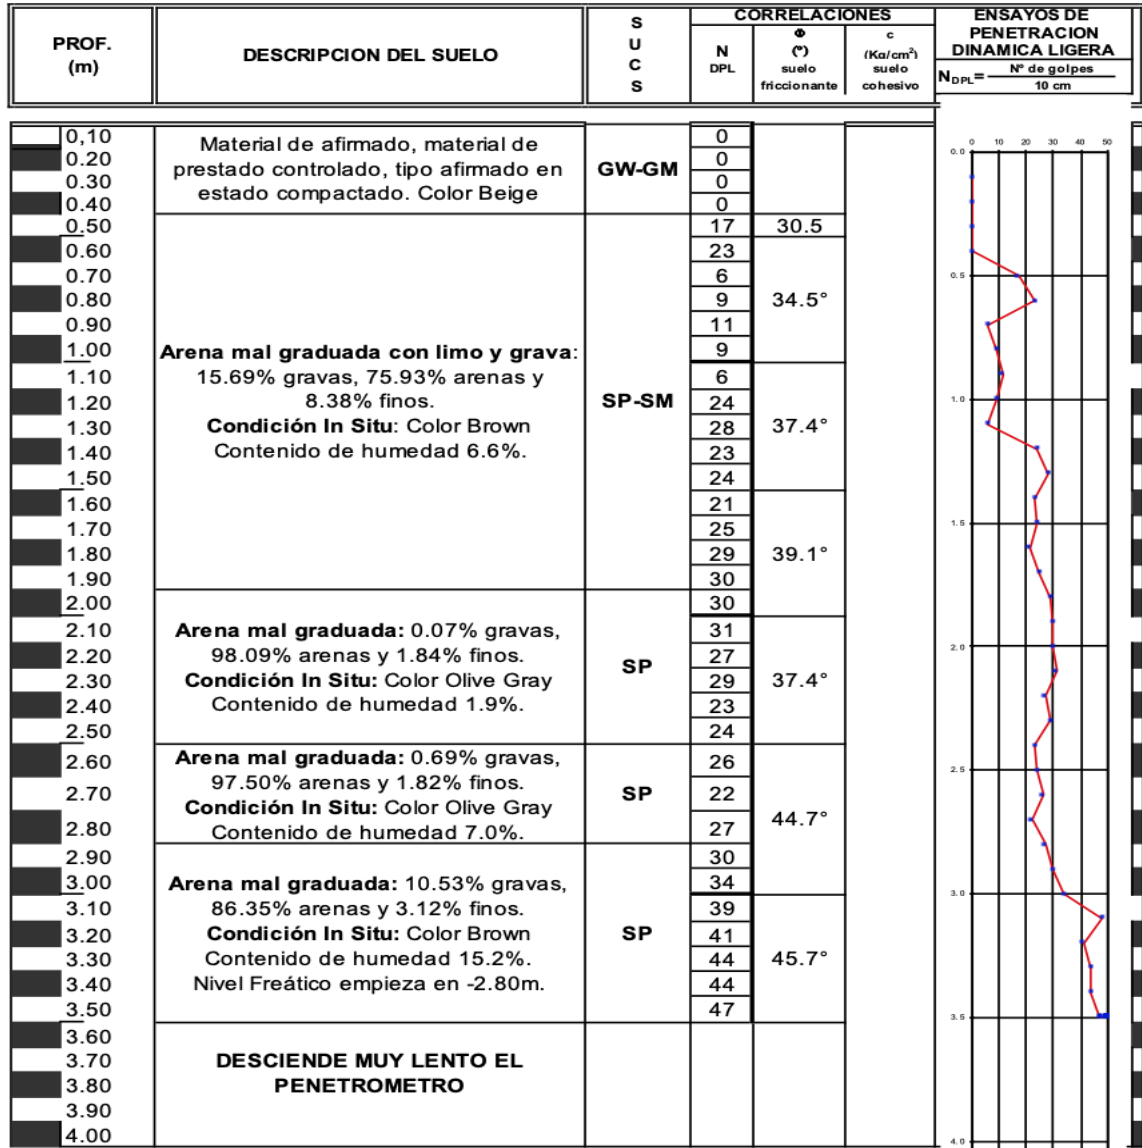 PROF.
(m)
DESCRIPCION DEL SUELO
S
U
C
S
CORRELACIONES
N
DPL
Φ
(°)
suelo
friccionante
c
(Kg/cm²)
suelo
cohesivo
ENSAYOS DE
PENETRACION
DINAMICA LIGERA
N DPL = Nº de golpes
10 cm
0,10
0.20
0.30
0.40
0.50
0.60
0.70
0.80
0.90
1.00
1.10
1.20
1.30
1.40
1.50
1.60
1.70
1.80
1.90
2.00
2.10
2.20
2.30
2.40
2.50
2.60
2.70
2.80
2.90
3.00
3.10
3.20
3.30
3.40
3.50
3.60
3.70
3.80
3.90
4.00
Material de afirmado, material de
prestado controlado, tipo afirmado en
estado compactado. Color Beige
Arena mal graduada con limo y grava:
15.69% gravas, 75.93% arenas y
8.38% finos.
Condición In Situ: Color Brown
Contenido de humedad 6.6%.
Arena mal graduada: 0.07% gravas,
98.09% arenas y 1.84% finos.
Condición In Situ: Color Olive Gray
Contenido de humedad 1.9%.
Arena mal graduada: 0.69% gravas,
97.50% arenas y 1.82% finos.
Condición In Situ: Color Olive Gray
Contenido de humedad 7.0%.
Arena mal graduada: 10.53% gravas,
86.35% arenas y 3.12% finos.
Condición In Situ: Color Brown
Contenido de humedad 15.2%.
Nivel Freático empieza en -2.80m.
DESCIENDE MUY LENTO EL
PENETROMETRO
GW-GM
SP-SM
SP
SP
SP
0
0
0
0
17
23
6
9
11
9
6
24
28
23
24
21
25
29
30
30
31
27
29
23
24
26
22
27
30
34
39
41
44
44
47
30.5
34.5°
37.4°
39.1°
37.4°
44.7°
45.7°
0 10 20 30 40 50
0.0
0.5
1.0
1.5
2.0
2.5
3.0
3.5
4.0